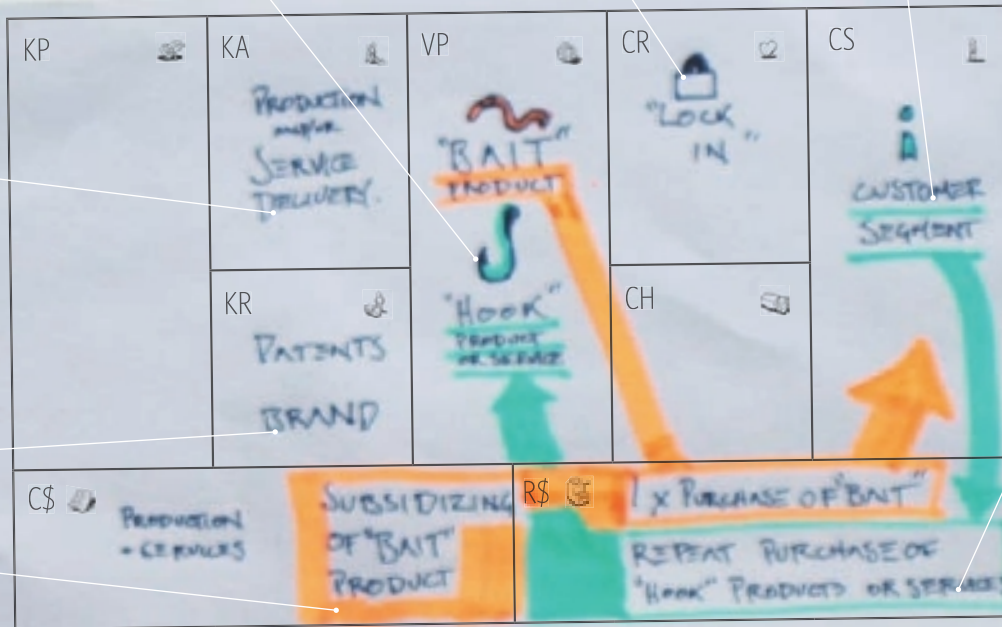 KP
KA
PRODUCTION
and/or
SERVICE
DELIVERY.
KR
PATENTS
BRAND
VP
"BAIT"
PRODUCT
"HOOK"
PRODUCT
OR SERVICE
CR
"LOCK
IN"
CH
CS
CUSTOMER
SEGMENT
C$
PRODUCTION
+ SERVICES
SUBSIDIZING
OF "BAIT"
PRODUCT
R$
1 x PURCHASE OF "BAIT"
REPEAT PURCHASE OF
"HOOK" PRODUCTS OR SERVICES